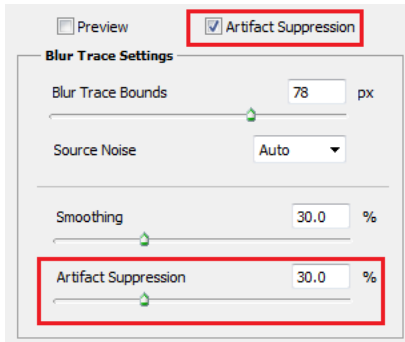 Preview Artifact Suppression
Blur Trace Settings
Blur Trace Bounds 78 px
Source Noise Auto
Smoothing 30.0 %
Artifact Suppression 30.0 %